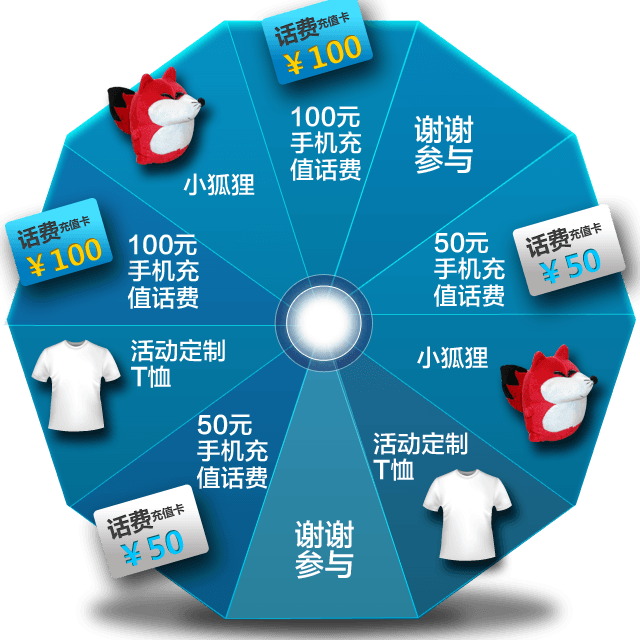 话费充值卡
¥100
100元
手机充
值话费
谢谢
参与
小狐狸
话费充值卡
¥100
100元
手机充
值话费
50元
手机充
值话费
话费充值卡
¥50
活动定制
T恤
小狐狸
50元
手机充
值话费
话费充值卡
¥50
活动定制
T恤
谢谢
参与